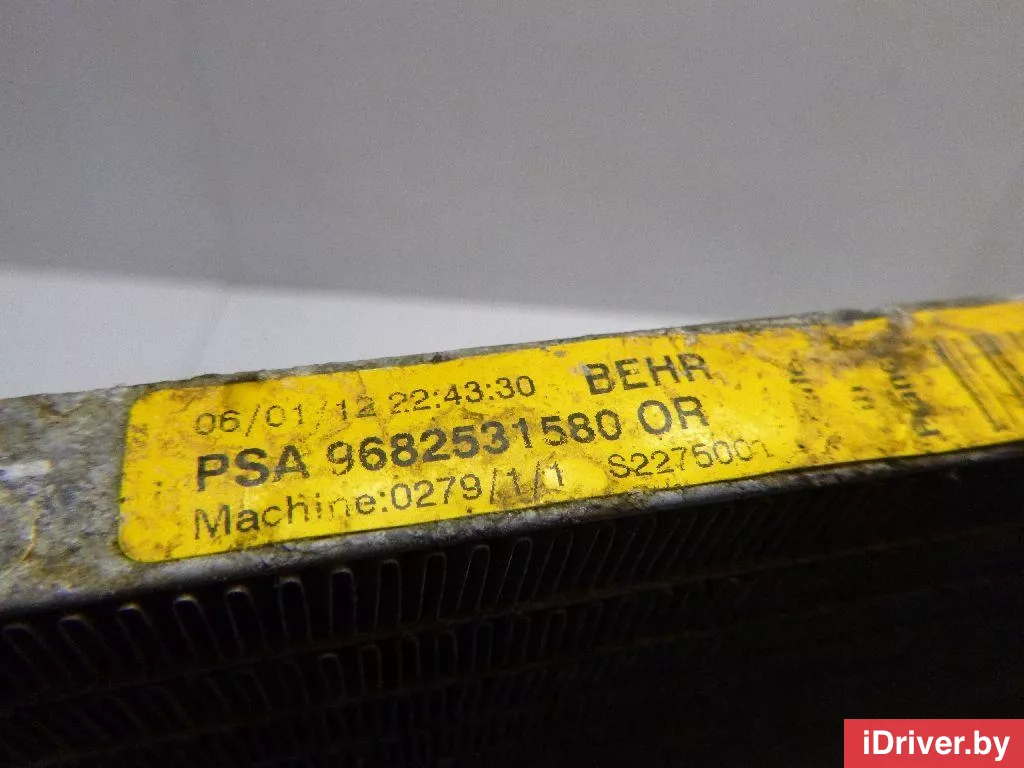 06/01/12 22:43:30 BEHR
PSA 9682531580 OR
Machine:0279/1/1 S2275001
iDriver.by